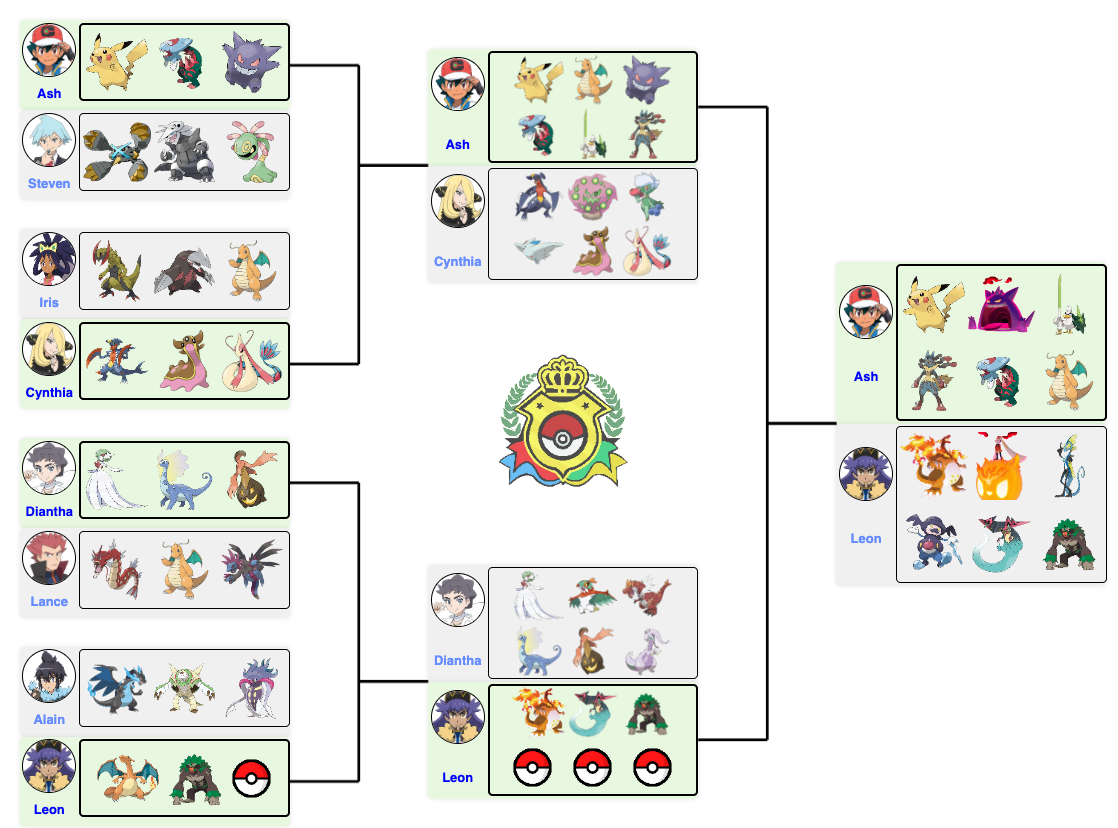 Ash
Steven
Iris
Cynthia
Diantha
Lance
Alain
Leon
Ash
Cynthia
Diantha
Leon
Ash
Leon